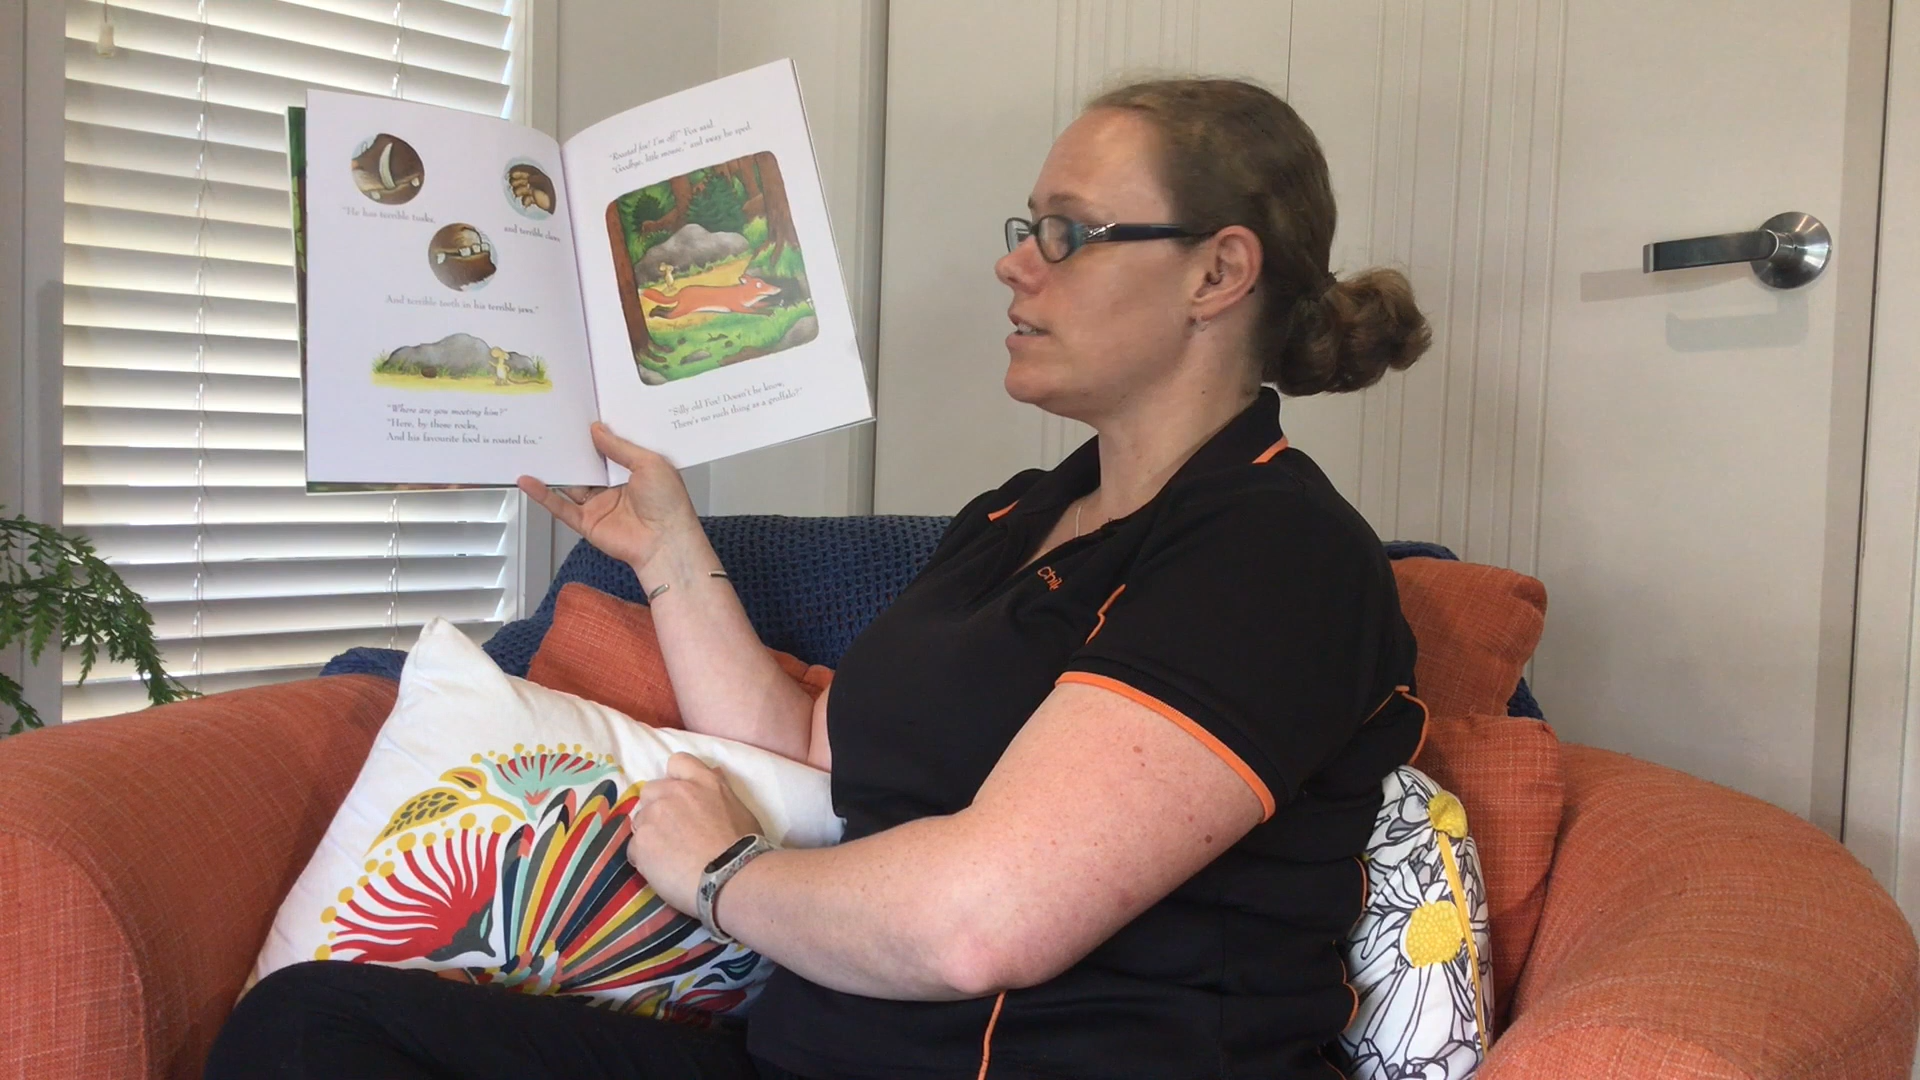 "He has terrible tusks,
and terrible claws,
And terrible teeth in his terrible jaws."
"Where are you meeting him?"
"Here, by these rocks,
And his favourite food is roasted fox."
"Roasted fox! I'm off!" Fox said.
"Goodbye, little mouse," and away he sped.
"Silly old Fox! Doesn't he know,
There's no such thing as a gruffalo?"